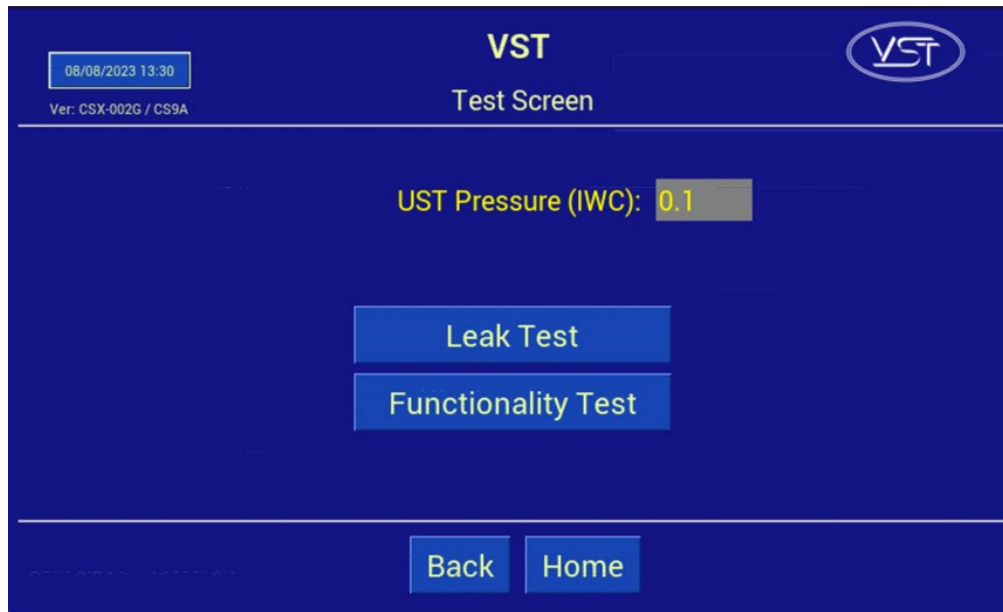 VST
VST
08/08/2023 13:30
Test Screen
Ver: CSX-002G / CS9A
UST Pressure (IWC): 0.1
Leak Test
Functionality Test
Back Home